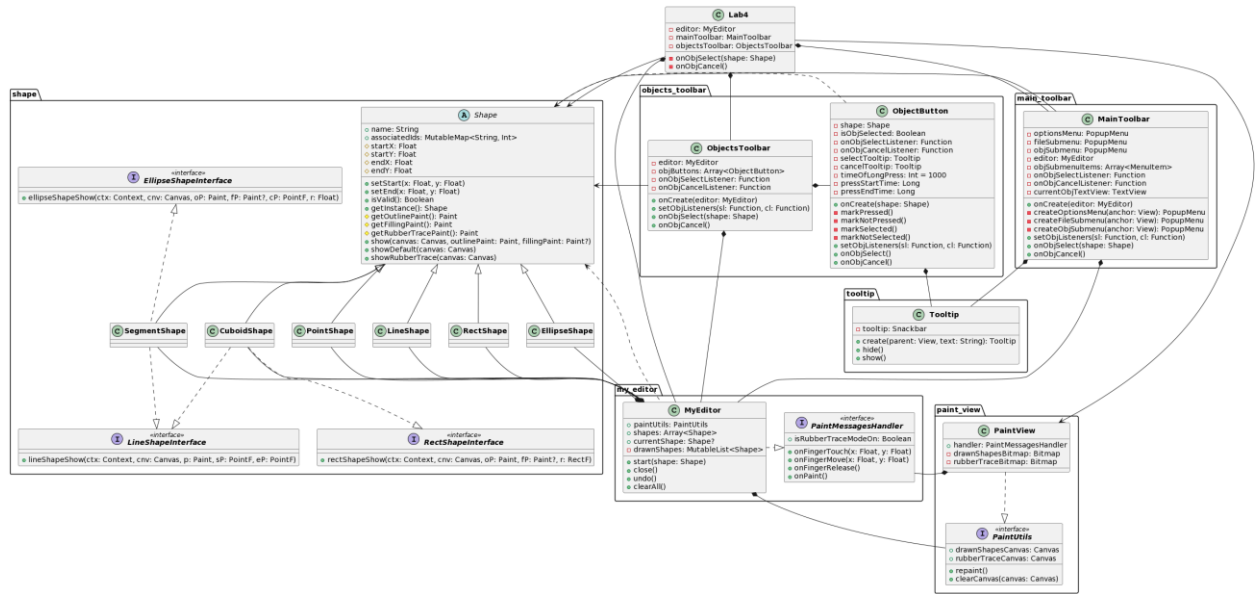 C Lab4
editor: MyEditor
mainToolbar: MainToolbar
objectsToolbar: ObjectsToolbar
onObjSelect(shape: Shape)
onObjCancel()
shape
A Shape
name: String
associatedIds: MutableMap<String, Int>
startX: Float
startY: Float
endX: Float
endY: Float
setStart(x: Float, y: Float)
setEnd(x: Float, y: Float)
isValid(): Boolean
getInstance(): Shape
getOutlinePaint(): Paint
getFillingPaint(): Paint
getRubberTracePaint(): Paint
show(canvas: Canvas, outlinePaint: Paint, fillingPaint: Paint?)
showDefault(canvas: Canvas)
showRubberTrace(canvas: Canvas)
«interface»
I EllipseShapeInterface
ellipseShapeShow(ctx: Context, cnv: Canvas, oP: Paint, fP: Paint?, cP: PointF, r: Float)
C SegmentShape
C CuboidShape
C PointShape
C LineShape
C RectShape
C EllipseShape
«interface»
I LineShapeInterface
lineShapeShow(ctx: Context, cnv: Canvas, p: Paint, sP: PointF, eP: PointF)
«interface»
I RectShapeInterface
rectShapeShow(ctx: Context, cnv: Canvas, oP: Paint, fP: Paint?, r: RectF)
objects_toolbar
C ObjectsToolbar
editor: MyEditor
objButtons: Array<ObjectButton>
onObjSelectListener: Function
onObjCancelListener: Function
onCreate(editor: MyEditor)
setObjListeners(sl: Function, cl: Function)
onObjSelect(shape: Shape)
onObjCancel()
C ObjectButton
shape: Shape
isObjSelected: Boolean
onObjSelectListener: Function
onObjCancelListener: Function
selectTooltip: Tooltip
cancelTooltip: Tooltip
timeOfLongPress: Int = 1000
pressStartTime: Long
pressEndTime: Long
onCreate(shape: Shape)
markPressed()
markNotPressed()
markSelected()
markNotSelected()
setObjListeners(sl: Function, cl: Function)
onObjSelect()
onObjCancel()
main_toolbar
C MainToolbar
optionsMenu: PopupMenu
fileSubmenu: PopupMenu
objSubmenu: PopupMenu
editor: MyEditor
objSubmenuItems: Array<MenuItem>
onObjSelectListener: Function
onObjCancelListener: Function
currentObjTextView: TextView
onCreate(editor: MyEditor)
createOptionsMenu(anchor: View): PopupMenu
createFileSubmenu(anchor: View): PopupMenu
createObjSubmenu(anchor: View): PopupMenu
setObjListeners(sl: Function, cl: Function)
onObjSelect(shape: Shape)
onObjCancel()
tooltip
C Tooltip
tooltip: Snackbar
create(parent: View, text: String): Tooltip
hide()
show()
my_editor
C MyEditor
paintUtils: PaintUtils
shapes: Array<Shape>
currentShape: Shape?
drawnShapes: MutableList<Shape>
start(shape: Shape)
close()
undo()
clearAll()
«interface»
I PaintMessagesHandler
isRubberTraceModeOn: Boolean
onFingerTouch(x: Float, y: Float)
onFingerMove(x: Float, y: Float)
onFingerRelease()
onPaint()
paint_view
C PaintView
handler: PaintMessagesHandler
drawnShapesBitmap: Bitmap
rubberTraceBitmap: Bitmap
«interface»
I PaintUtils
drawnShapesCanvas: Canvas
rubberTraceCanvas: Canvas
repaint()
clearCanvas(canvas: Canvas)